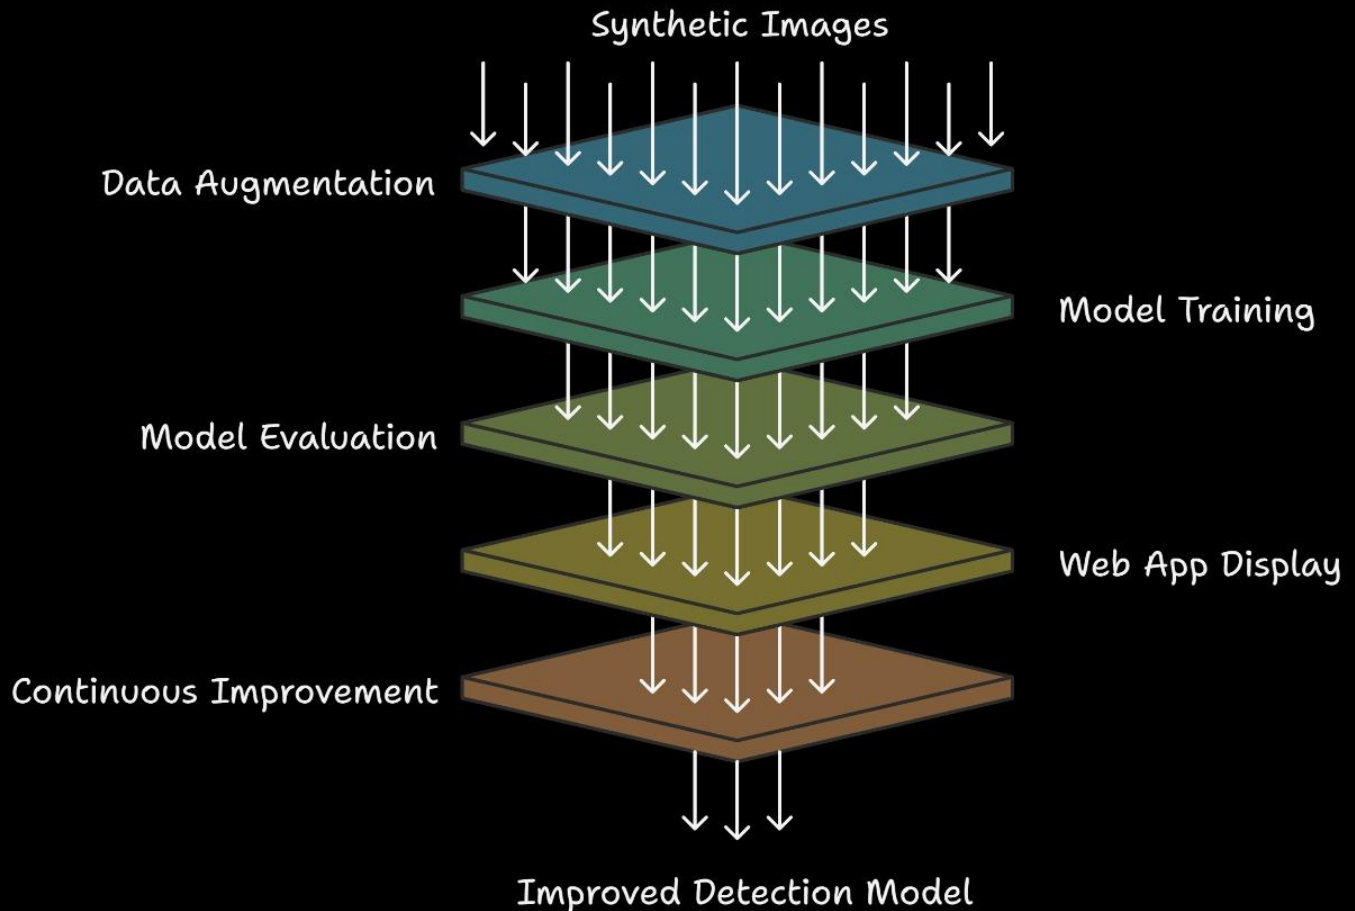 Synthetic Images
Data Augmentation
Model Training
Model Evaluation
Web App Display
Continuous Improvement
Improved Detection Model